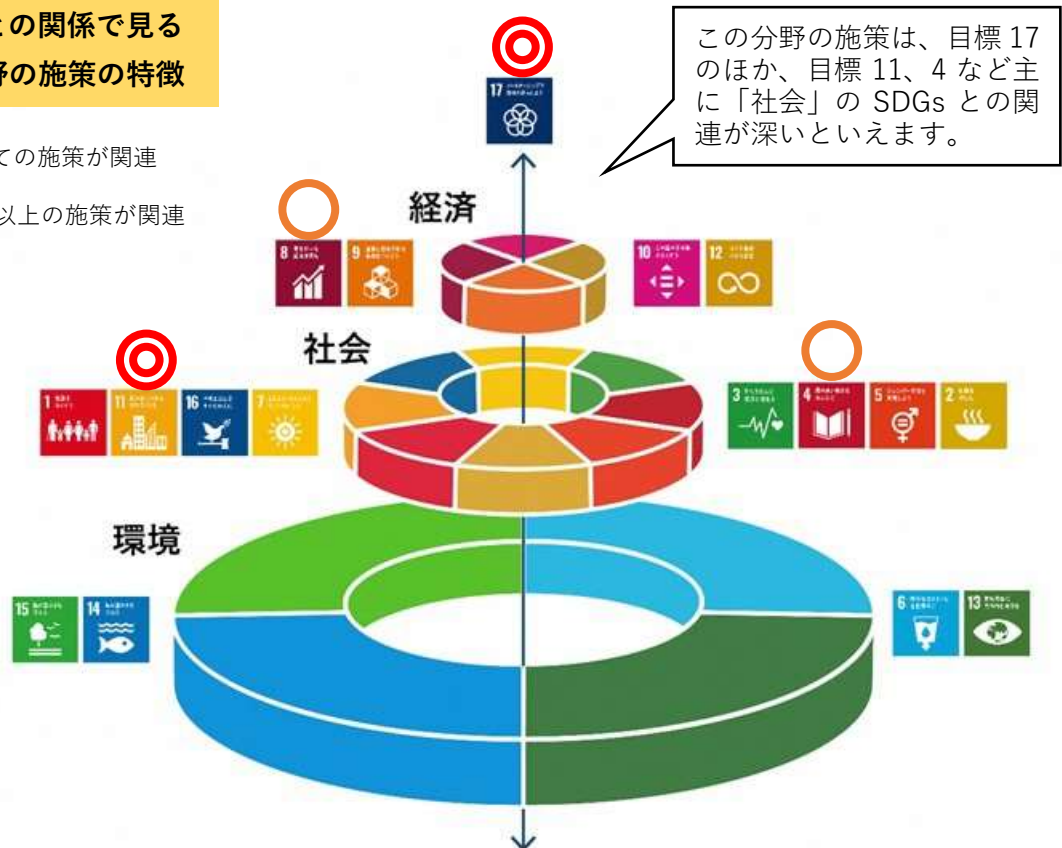 との関係で見る
野の施策の特徴
ての施策が関連
以上の施策が関連
この分野の施策は、目標 17
のほか、目標 11、4 など主
に「社会」の SDGs との関
連が深いといえます。
17
経済
8
9
10
12
社会
1
11
16
7
3
4
5
2
環境
15
14
6
13